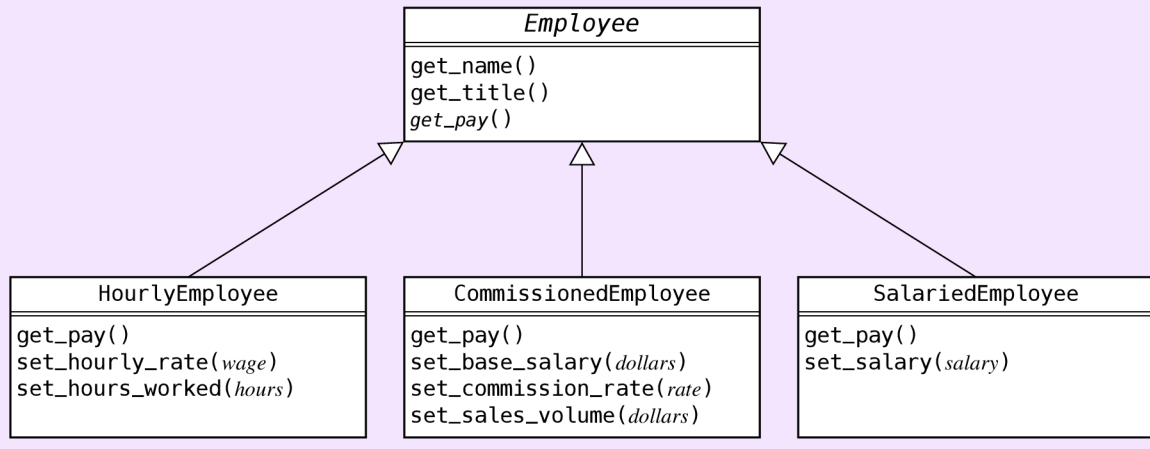 Employee
get_name()
get_title()
get_pay()
HourlyEmployee
get_pay()
set_hourly_rate(wage)
set_hours_worked(hours)
CommissionedEmployee
get_pay()
set_base_salary(dollars)
set_commission_rate(rate)
set_sales_volume(dollars)
SalariedEmployee
get_pay()
set_salary(salary)